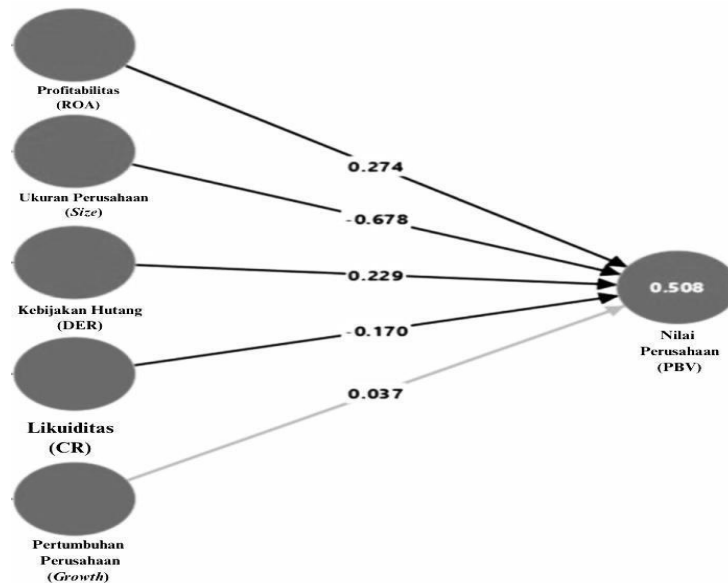 Profitabilitas
(ROA)
0.274
Ukuran Perusahaan
(Size)
-0.678
Kebijakan Hutang
(DER)
0.229
0.508
Nilai
Perusahaan
(PBV)
-0.170
Likuiditas
(CR)
0.037
Pertumbuhan
Perusahaan
(Growth)